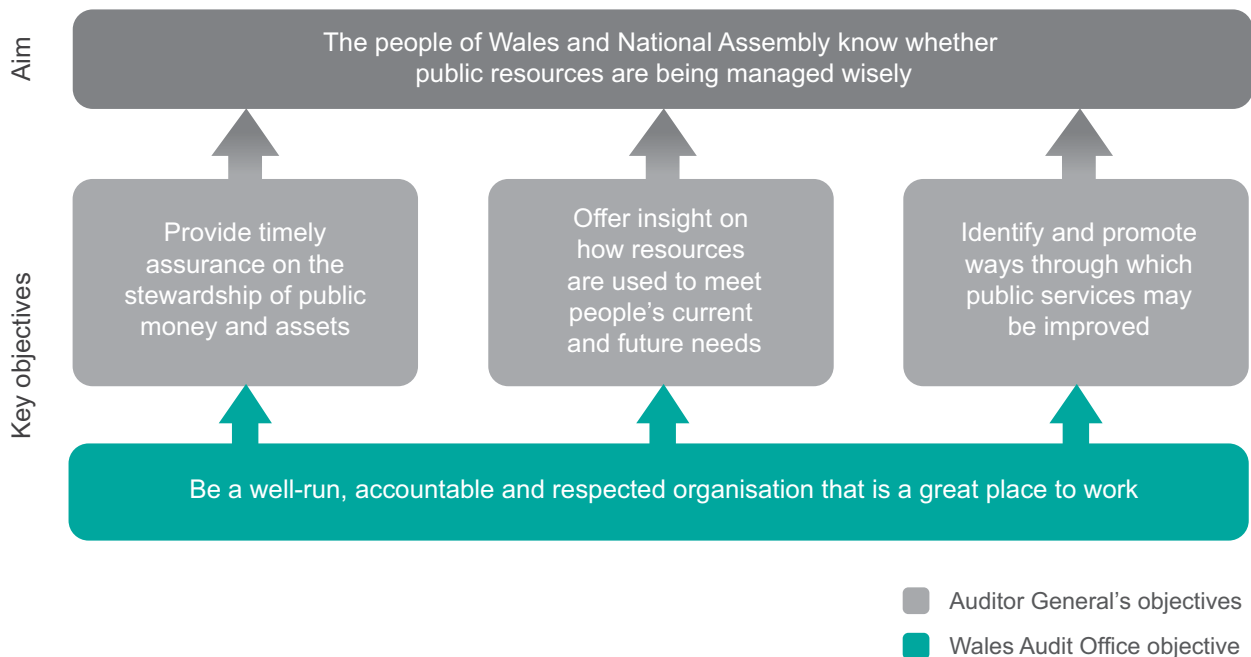 Aim
The people of Wales and National Assembly know whether
public resources are being managed wisely
Key objectives
Provide timely
assurance on the
stewardship of public
money and assets
Offer insight on
how resources
are used to meet
people’s current
and future needs
Identify and promote
ways through which
public services may
be improved
Be a well-run, accountable and respected organisation that is a great place to work
Auditor General’s objectives
Wales Audit Office objective